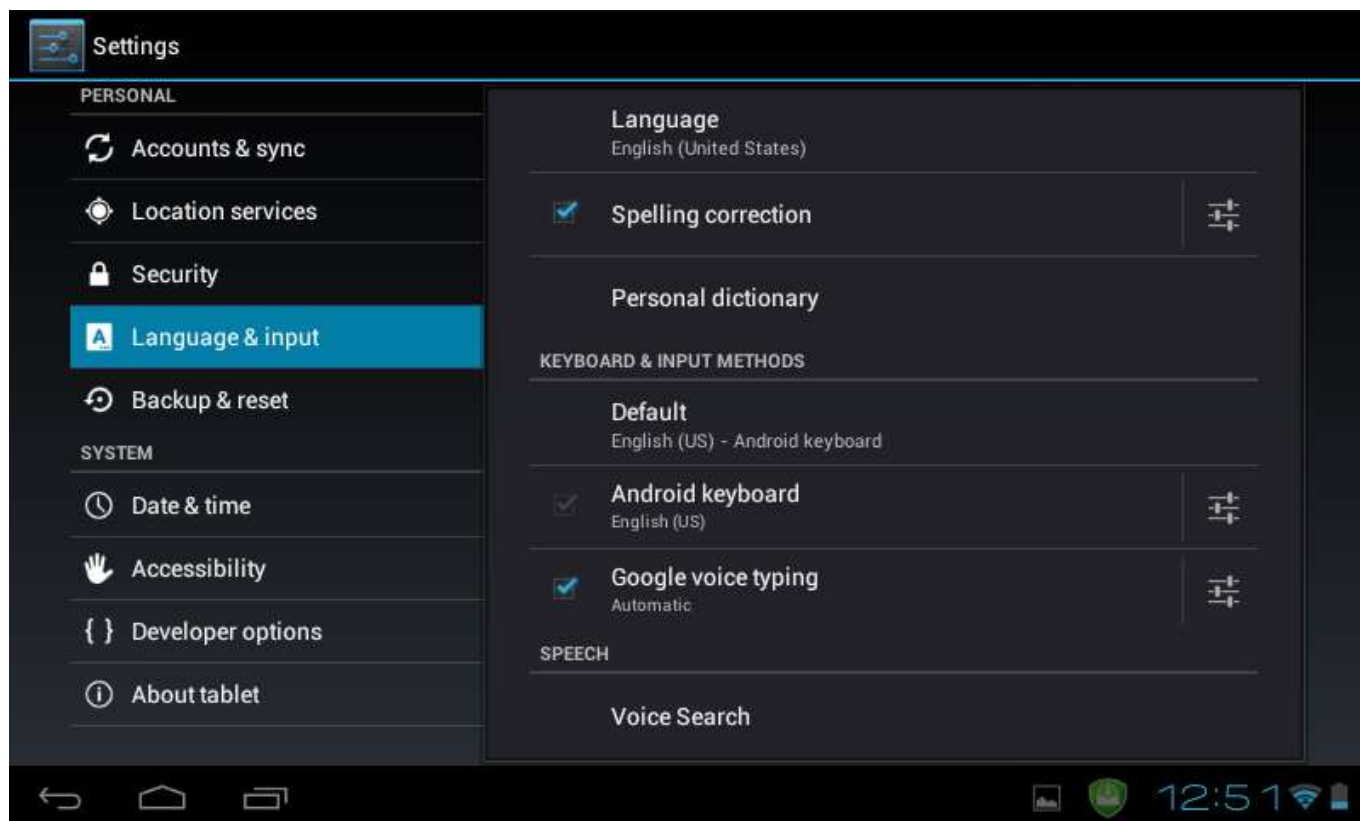 Settings
PERSONAL
Accounts & sync
Location services
Security
Language & input
Backup & reset
SYSTEM
Date & time
Accessibility
{ } Developer options
About tablet
Language
English (United States)
Spelling correction
Personal dictionary
KEYBOARD & INPUT METHODS
Default
English (US) - Android keyboard
Android keyboard
English (US)
Google voice typing
Automatic
SPEECH
Voice Search
12:51